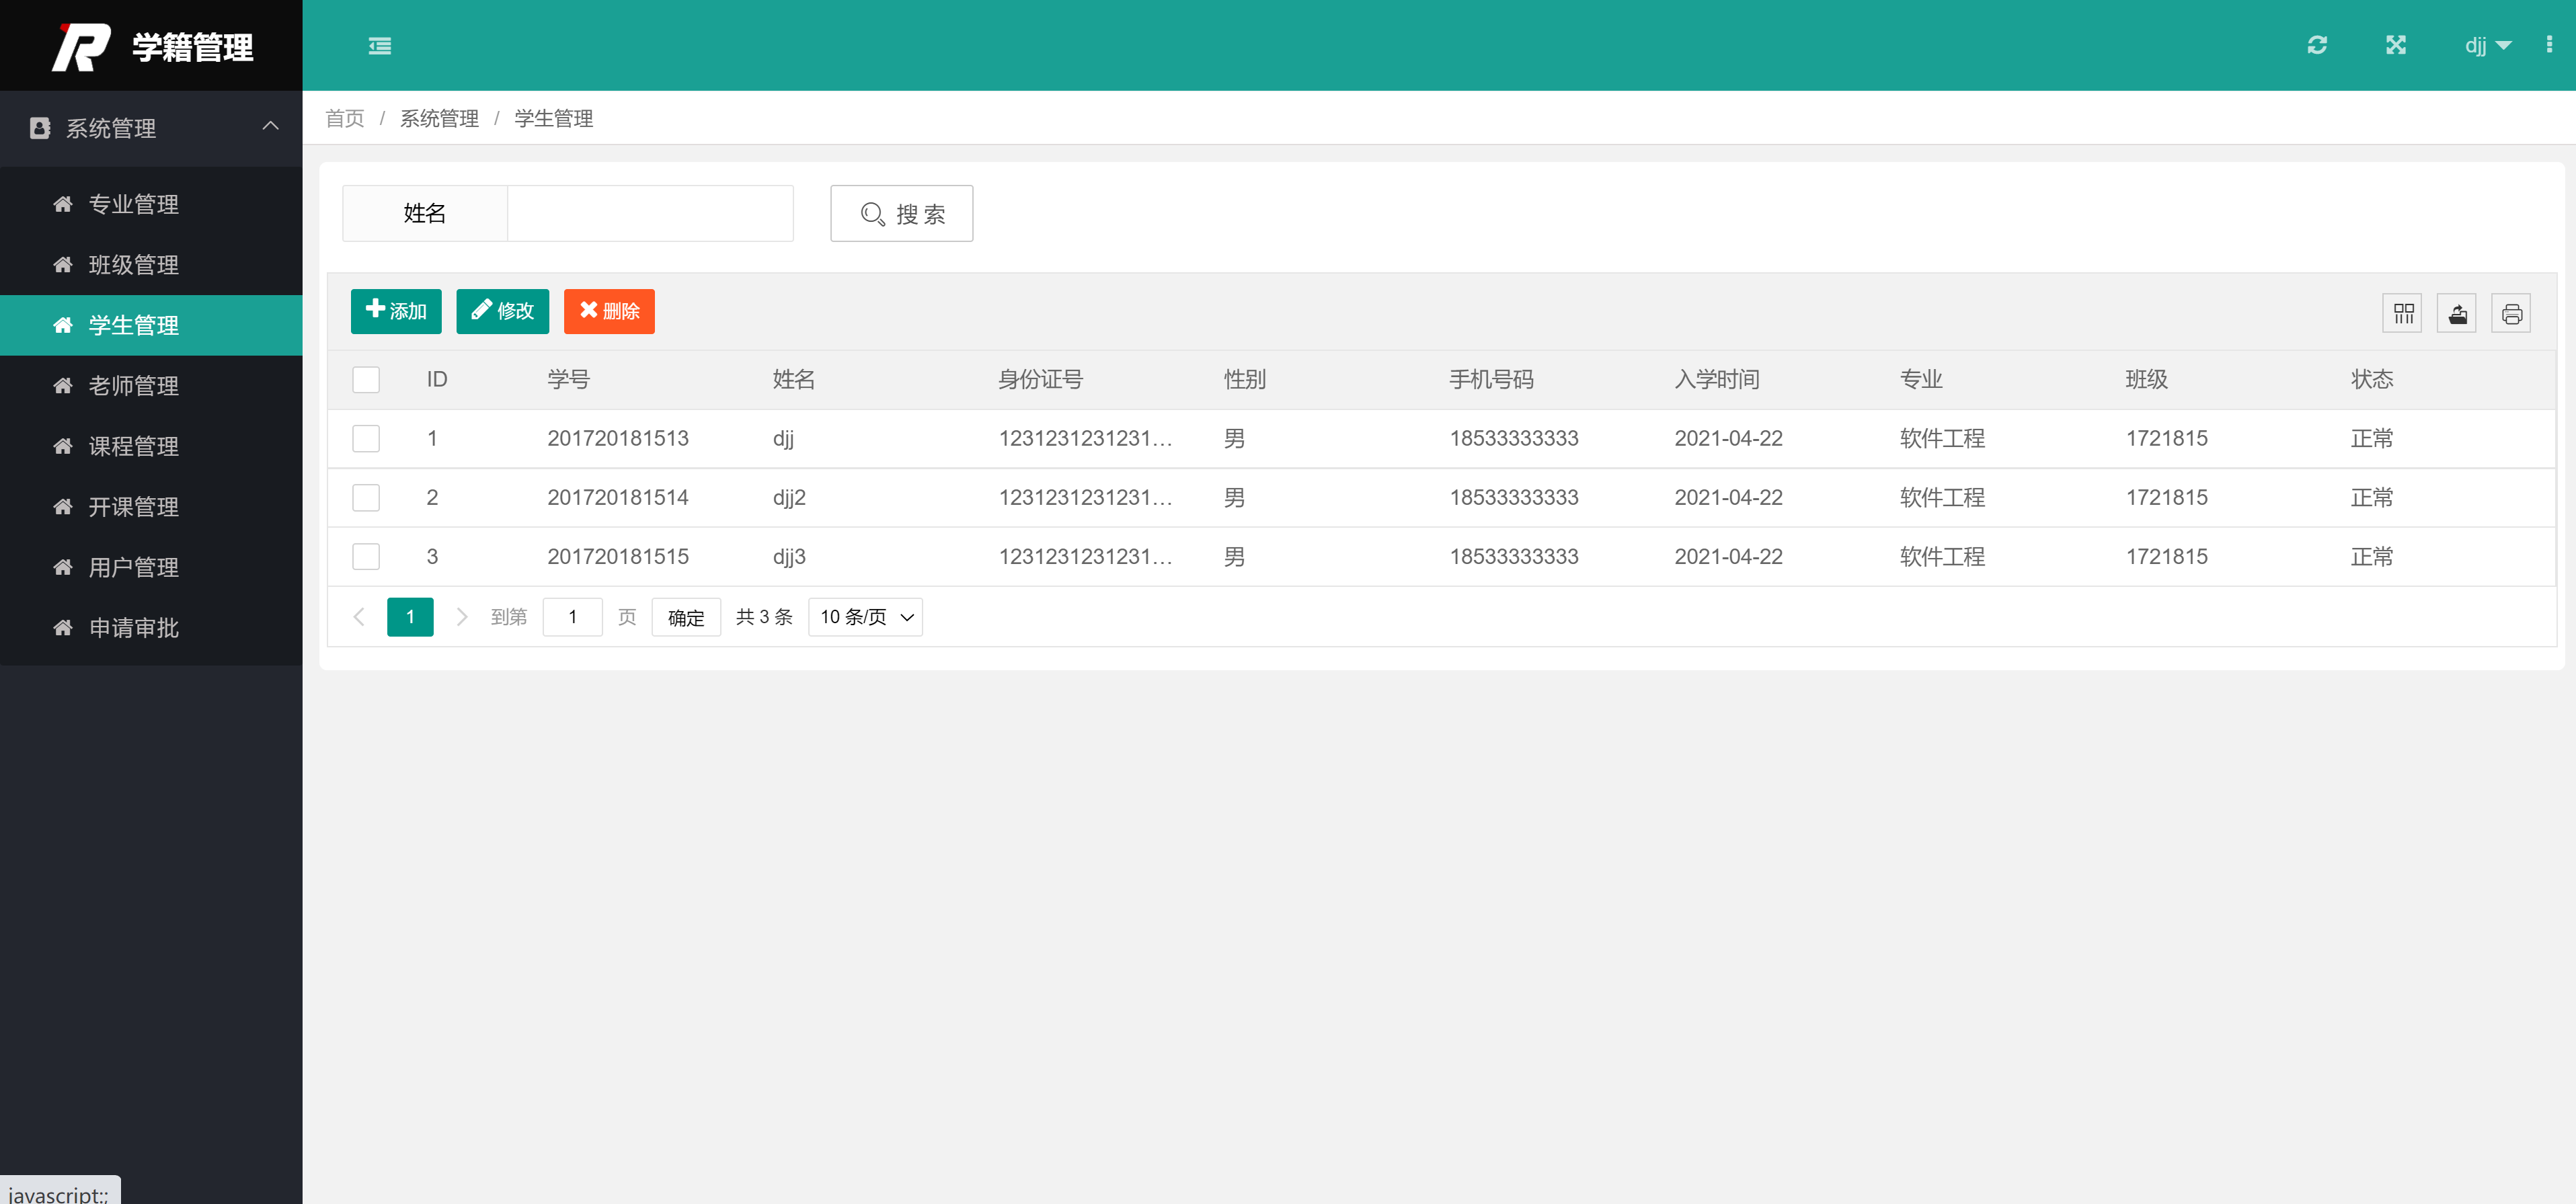 R 学籍管理
djj
系统管理
专业管理
班级管理
学生管理
老师管理
课程管理
开课管理
用户管理
申请审批
首页 / 系统管理 / 学生管理
姓名 搜索
添加 修改 删除
ID 学号 姓名 身份证号 性别 手机号码 入学时间 专业 班级 状态
1 201720181513 djj 1231231231231... 男 18533333333 2021-04-22 软件工程 1721815 正常
2 201720181514 djj2 1231231231231... 男 18533333333 2021-04-22 软件工程 1721815 正常
3 201720181515 djj3 1231231231231... 男 18533333333 2021-04-22 软件工程 1721815 正常
1 到第 1 页 确定 共 3 条 10 条/页
javascript:;